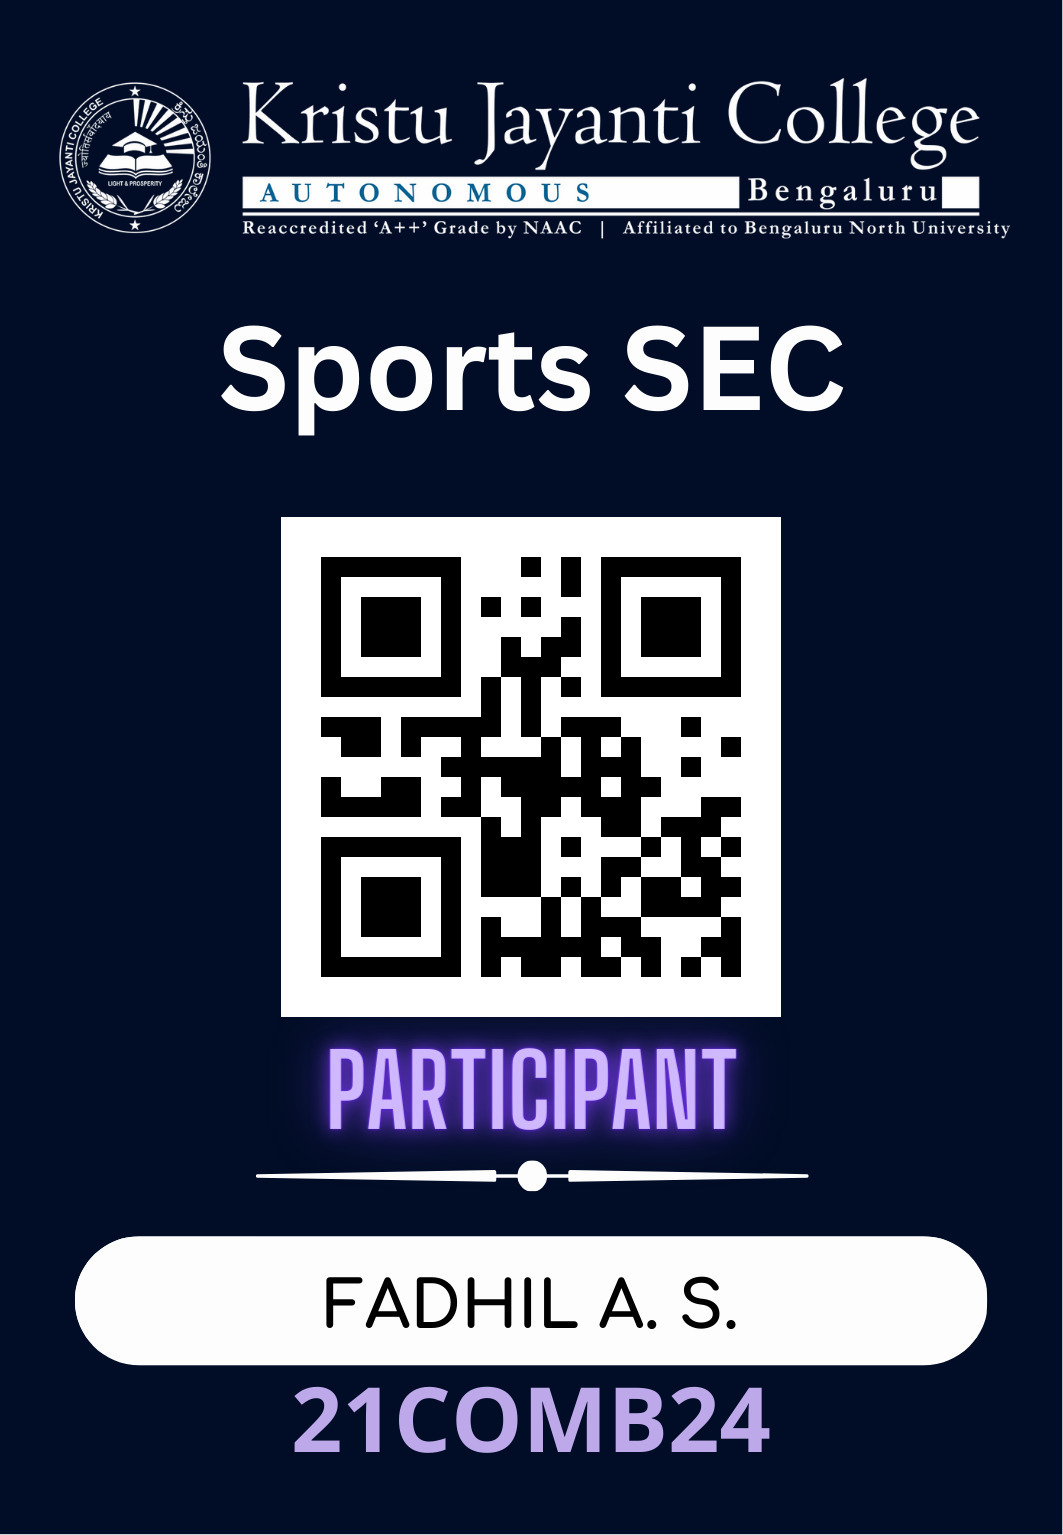 KRISTU JAYANTI COLLEGE
ಕ್ರಿಸ್ತು ಜಯಂತಿ ಕಾಲೇಜು
LIGHT & PROSPERITY
Kristu Jayanti College
AUTONOMOUS Bengaluru
Reaccredited ‘A++’ Grade by NAAC | Affiliated to Bengaluru North University
Sports SEC
PARTICIPANT
FADHIL A. S.
21COMB24